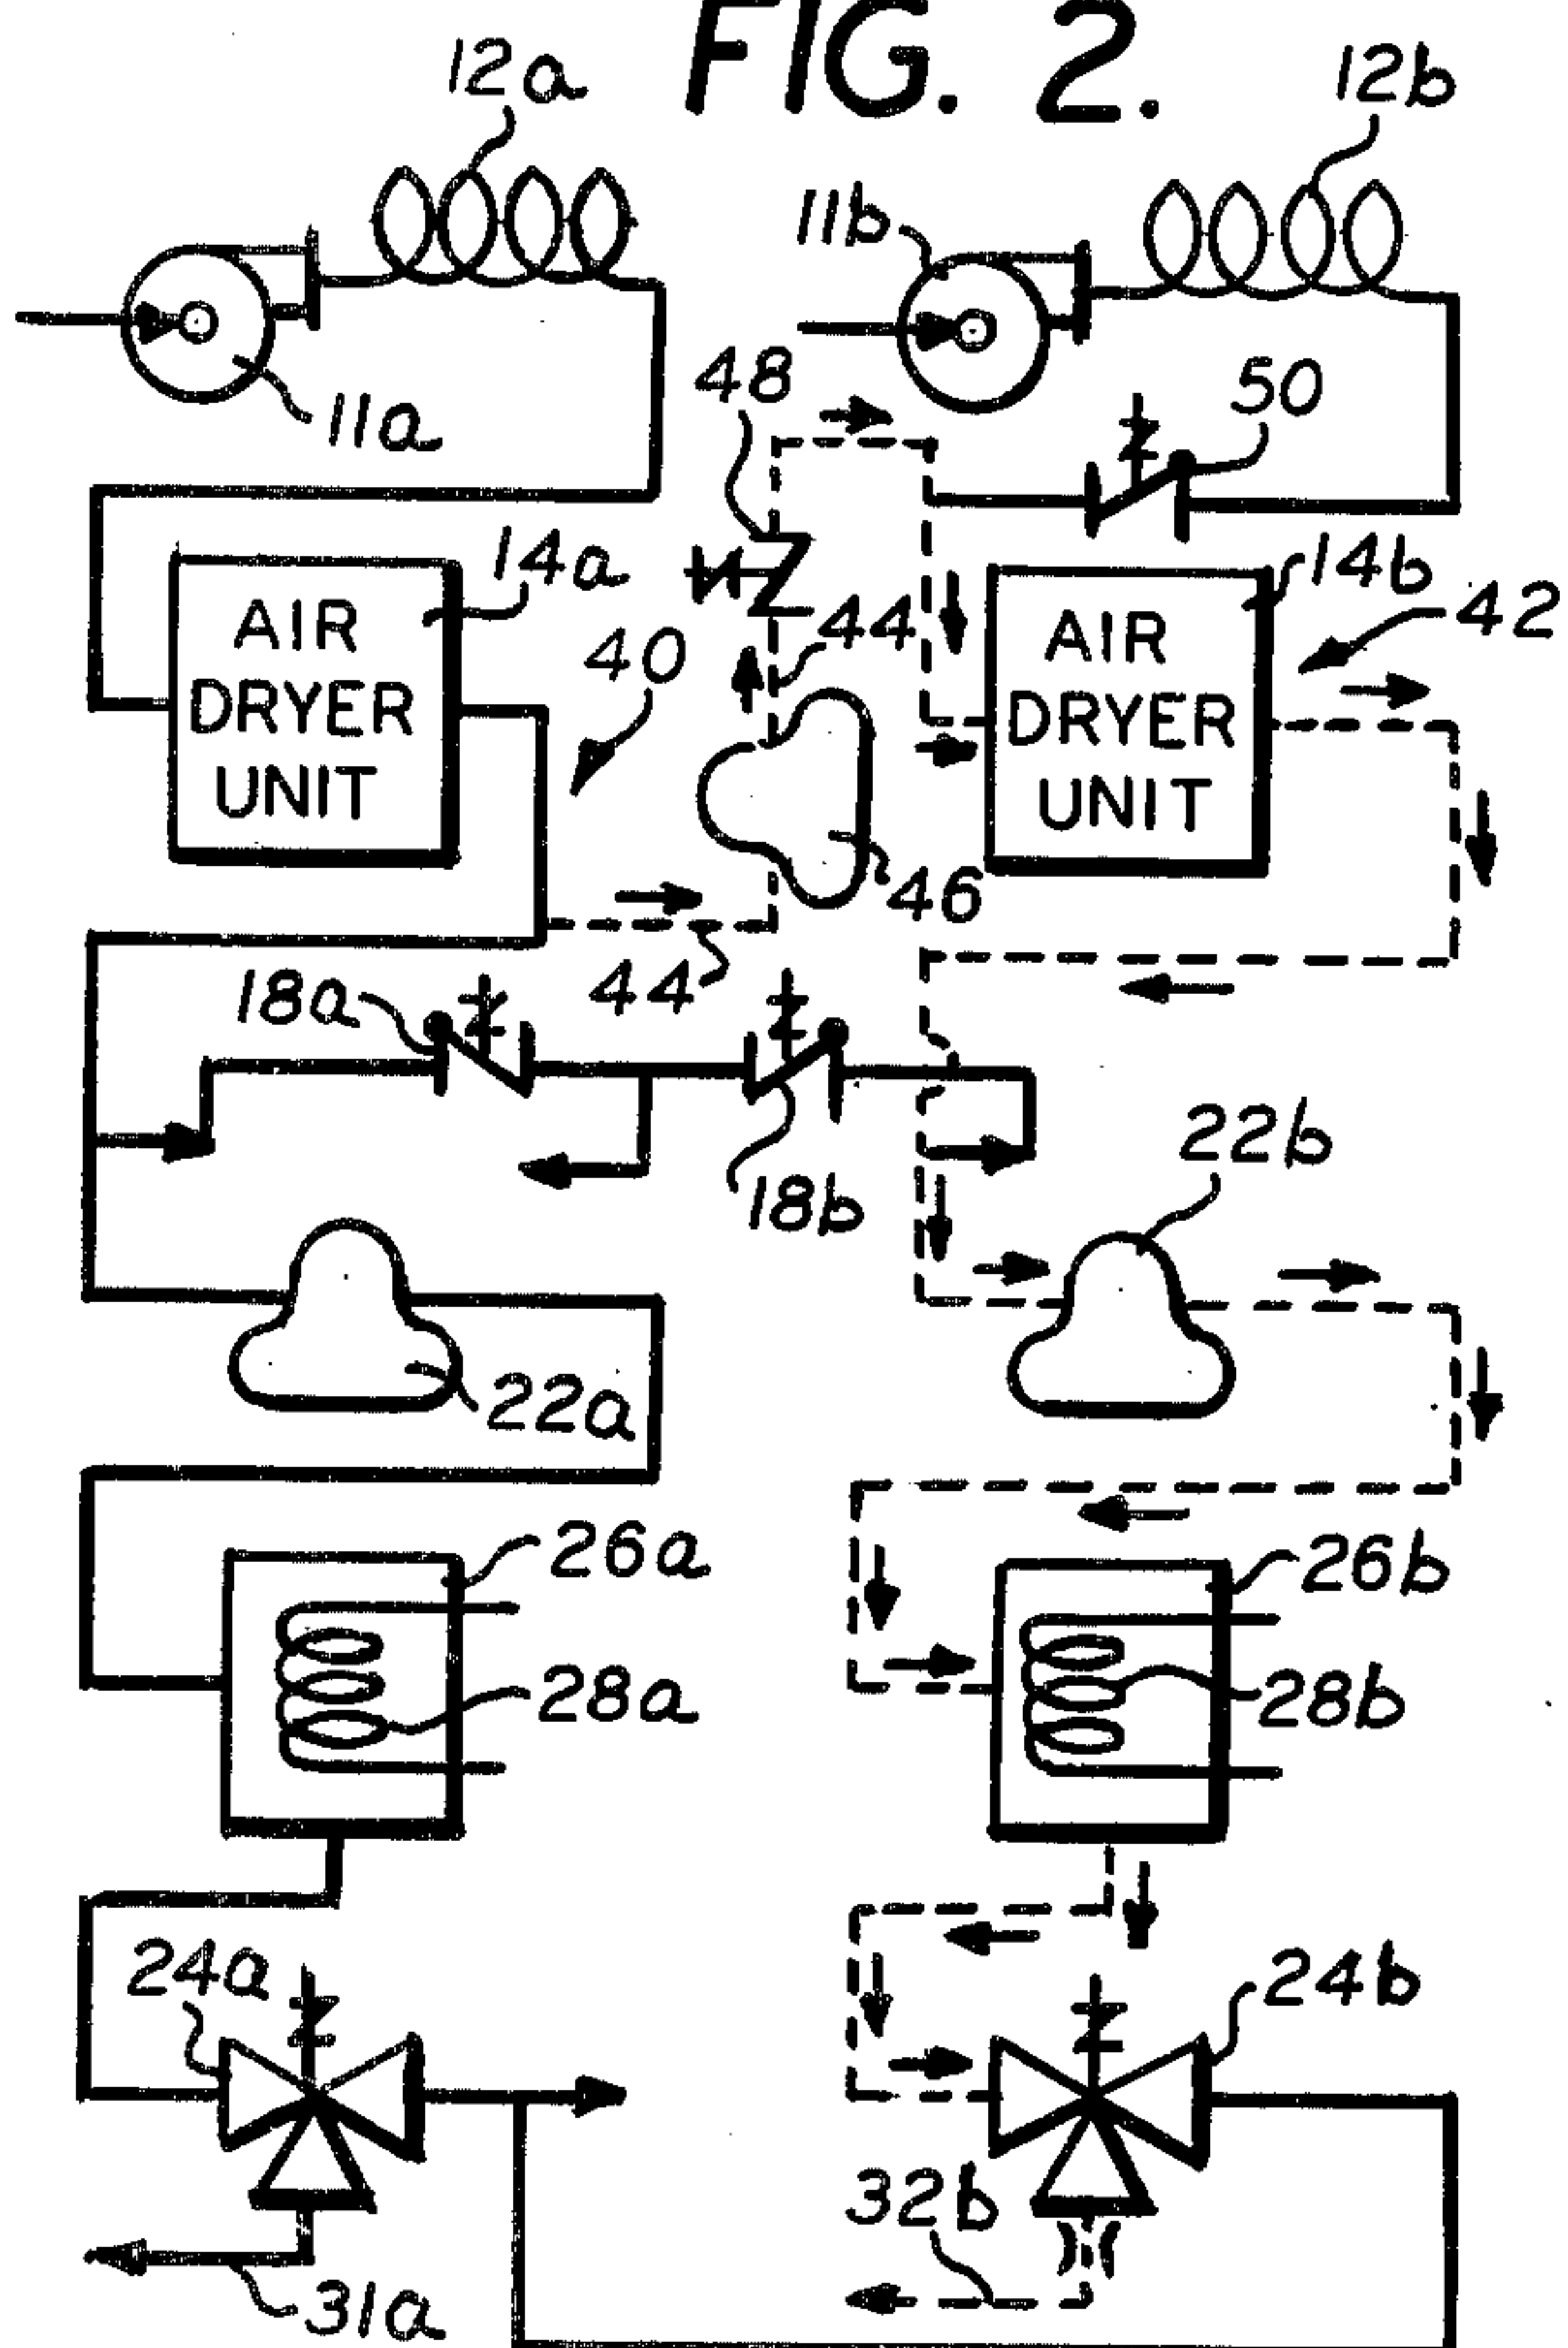 FIG. 2.
12a
12b
11b
11a
48
50
14a
14b
42
44
40
AIR
DRYER
UNIT
AIR
DRYER
UNIT
46
44
18a
18b
22b
22a
26a
26b
28a
28b
24a
24b
32b
31a